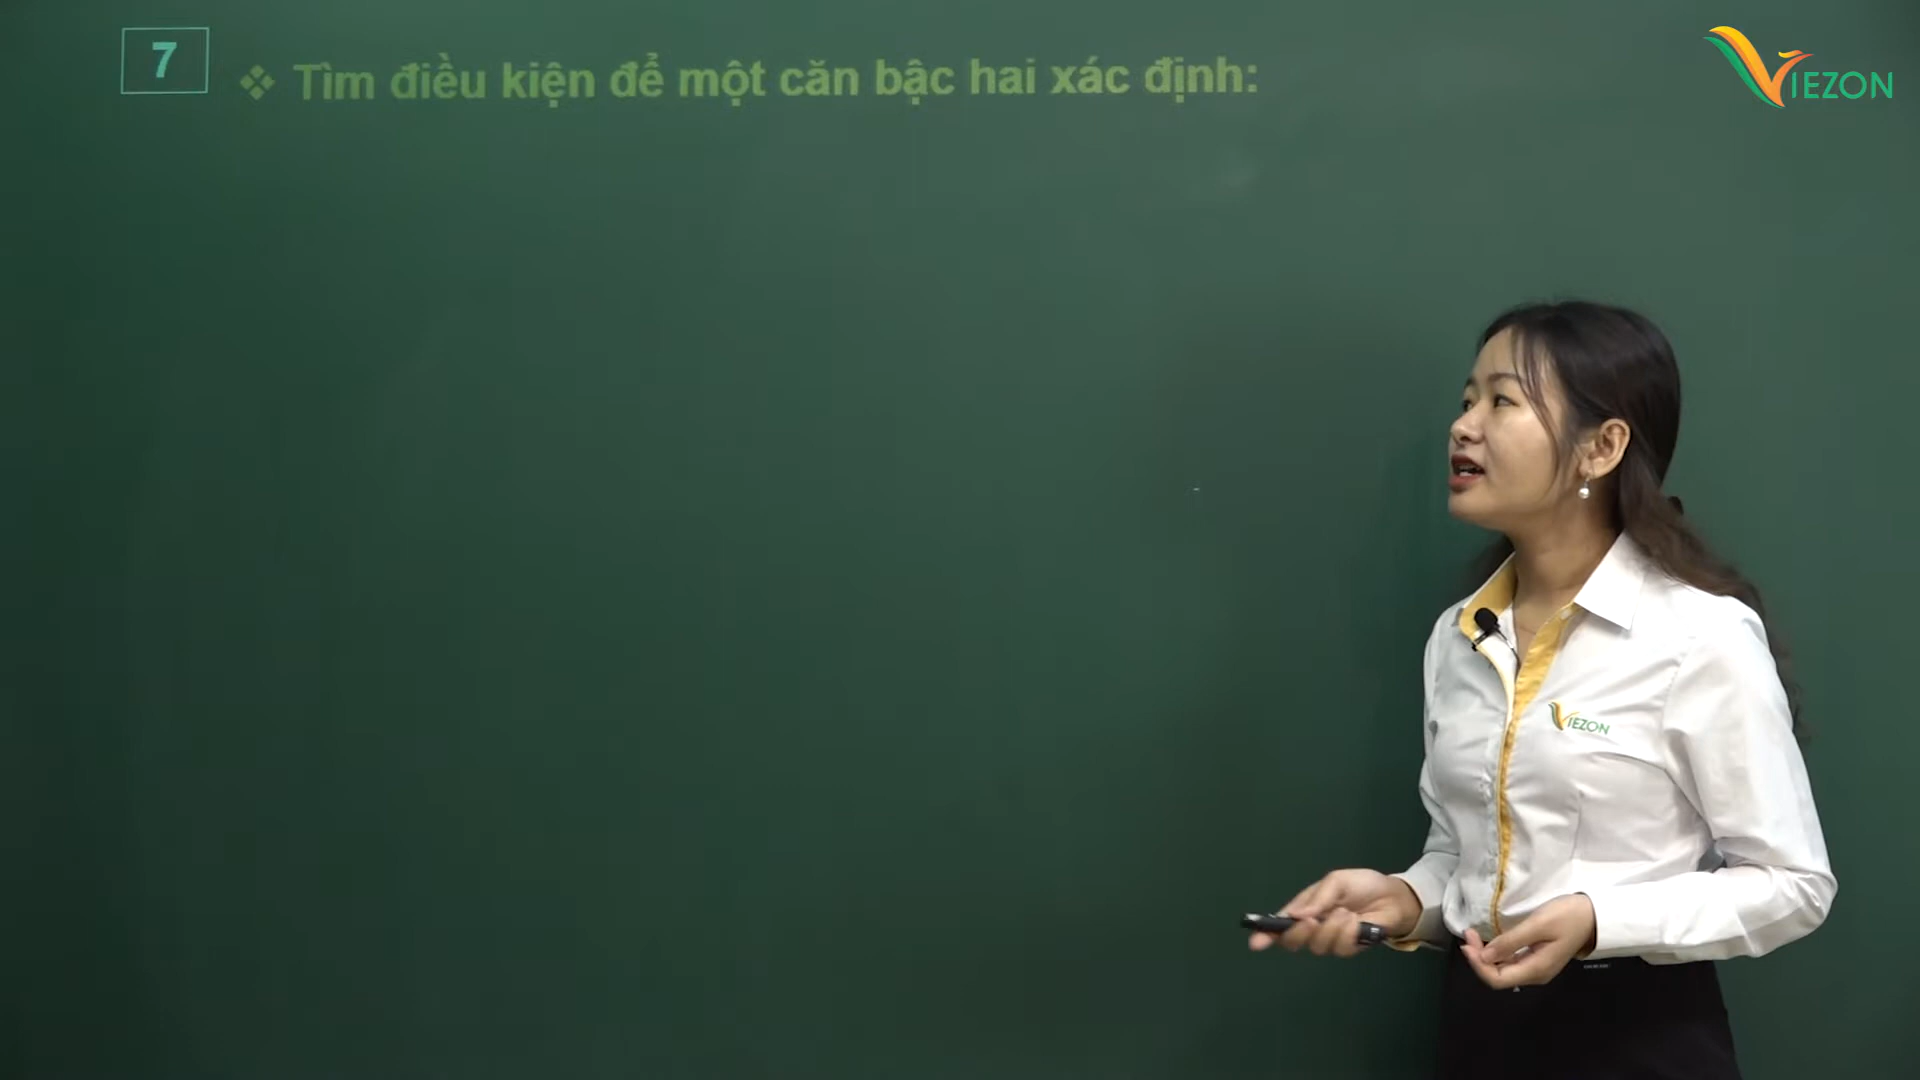 7
❖ Tìm điều kiện để một căn bậc hai xác định:
VIEZON
VIEZON